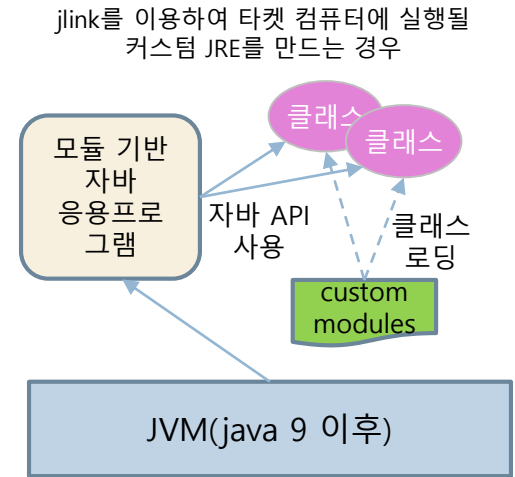 jlink를 이용하여 타켓 컴퓨터에 실행될
커스텀 JRE를 만드는 경우
클래스
클래스
모듈 기반
자바
응용프로
그램
자바 API
사용
클래스
로딩
custom
modules
JVM(java 9 이후)